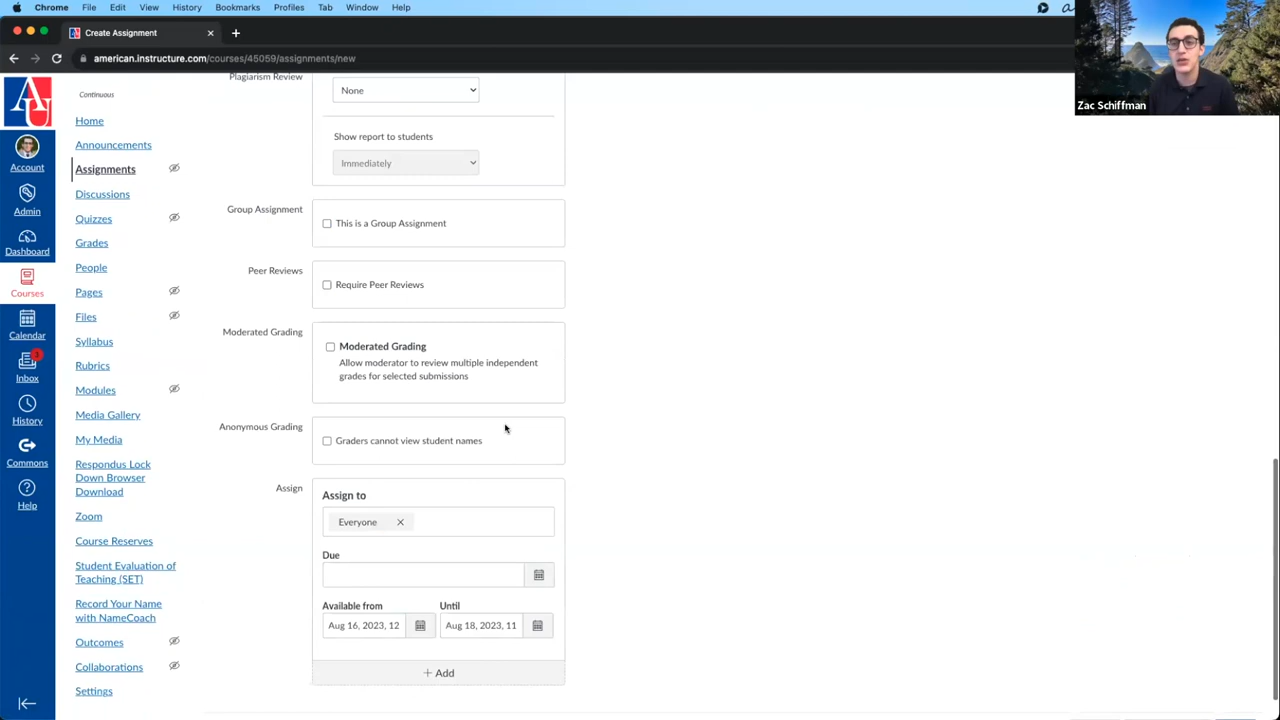 Chrome File Edit View History Bookmarks Profiles Tab Window Help
Create Assignment
american.instructure.com/courses/45059/assignments/new
Zac Schiffman
AU
Account
Admin
Dashboard
Courses
Calendar
3
Inbox
History
Commons
Help
Continuous
Home
Announcements
Assignments
Discussions
Quizzes
Grades
People
Pages
Files
Syllabus
Rubrics
Modules
Media Gallery
My Media
Respondus Lock
Down Browser
Download
Zoom
Course Reserves
Student Evaluation of
Teaching (SET)
Record Your Name
with NameCoach
Outcomes
Collaborations
Settings
Plagiarism Review
None
Show report to students
Immediately
Group Assignment
This is a Group Assignment
Peer Reviews
Require Peer Reviews
Moderated Grading
Moderated Grading
Allow moderator to review multiple independent
grades for selected submissions
Anonymous Grading
Graders cannot view student names
Assign
Assign to
Everyone
Due
Available from Until
Aug 16, 2023, 12 Aug 18, 2023, 11
+ Add